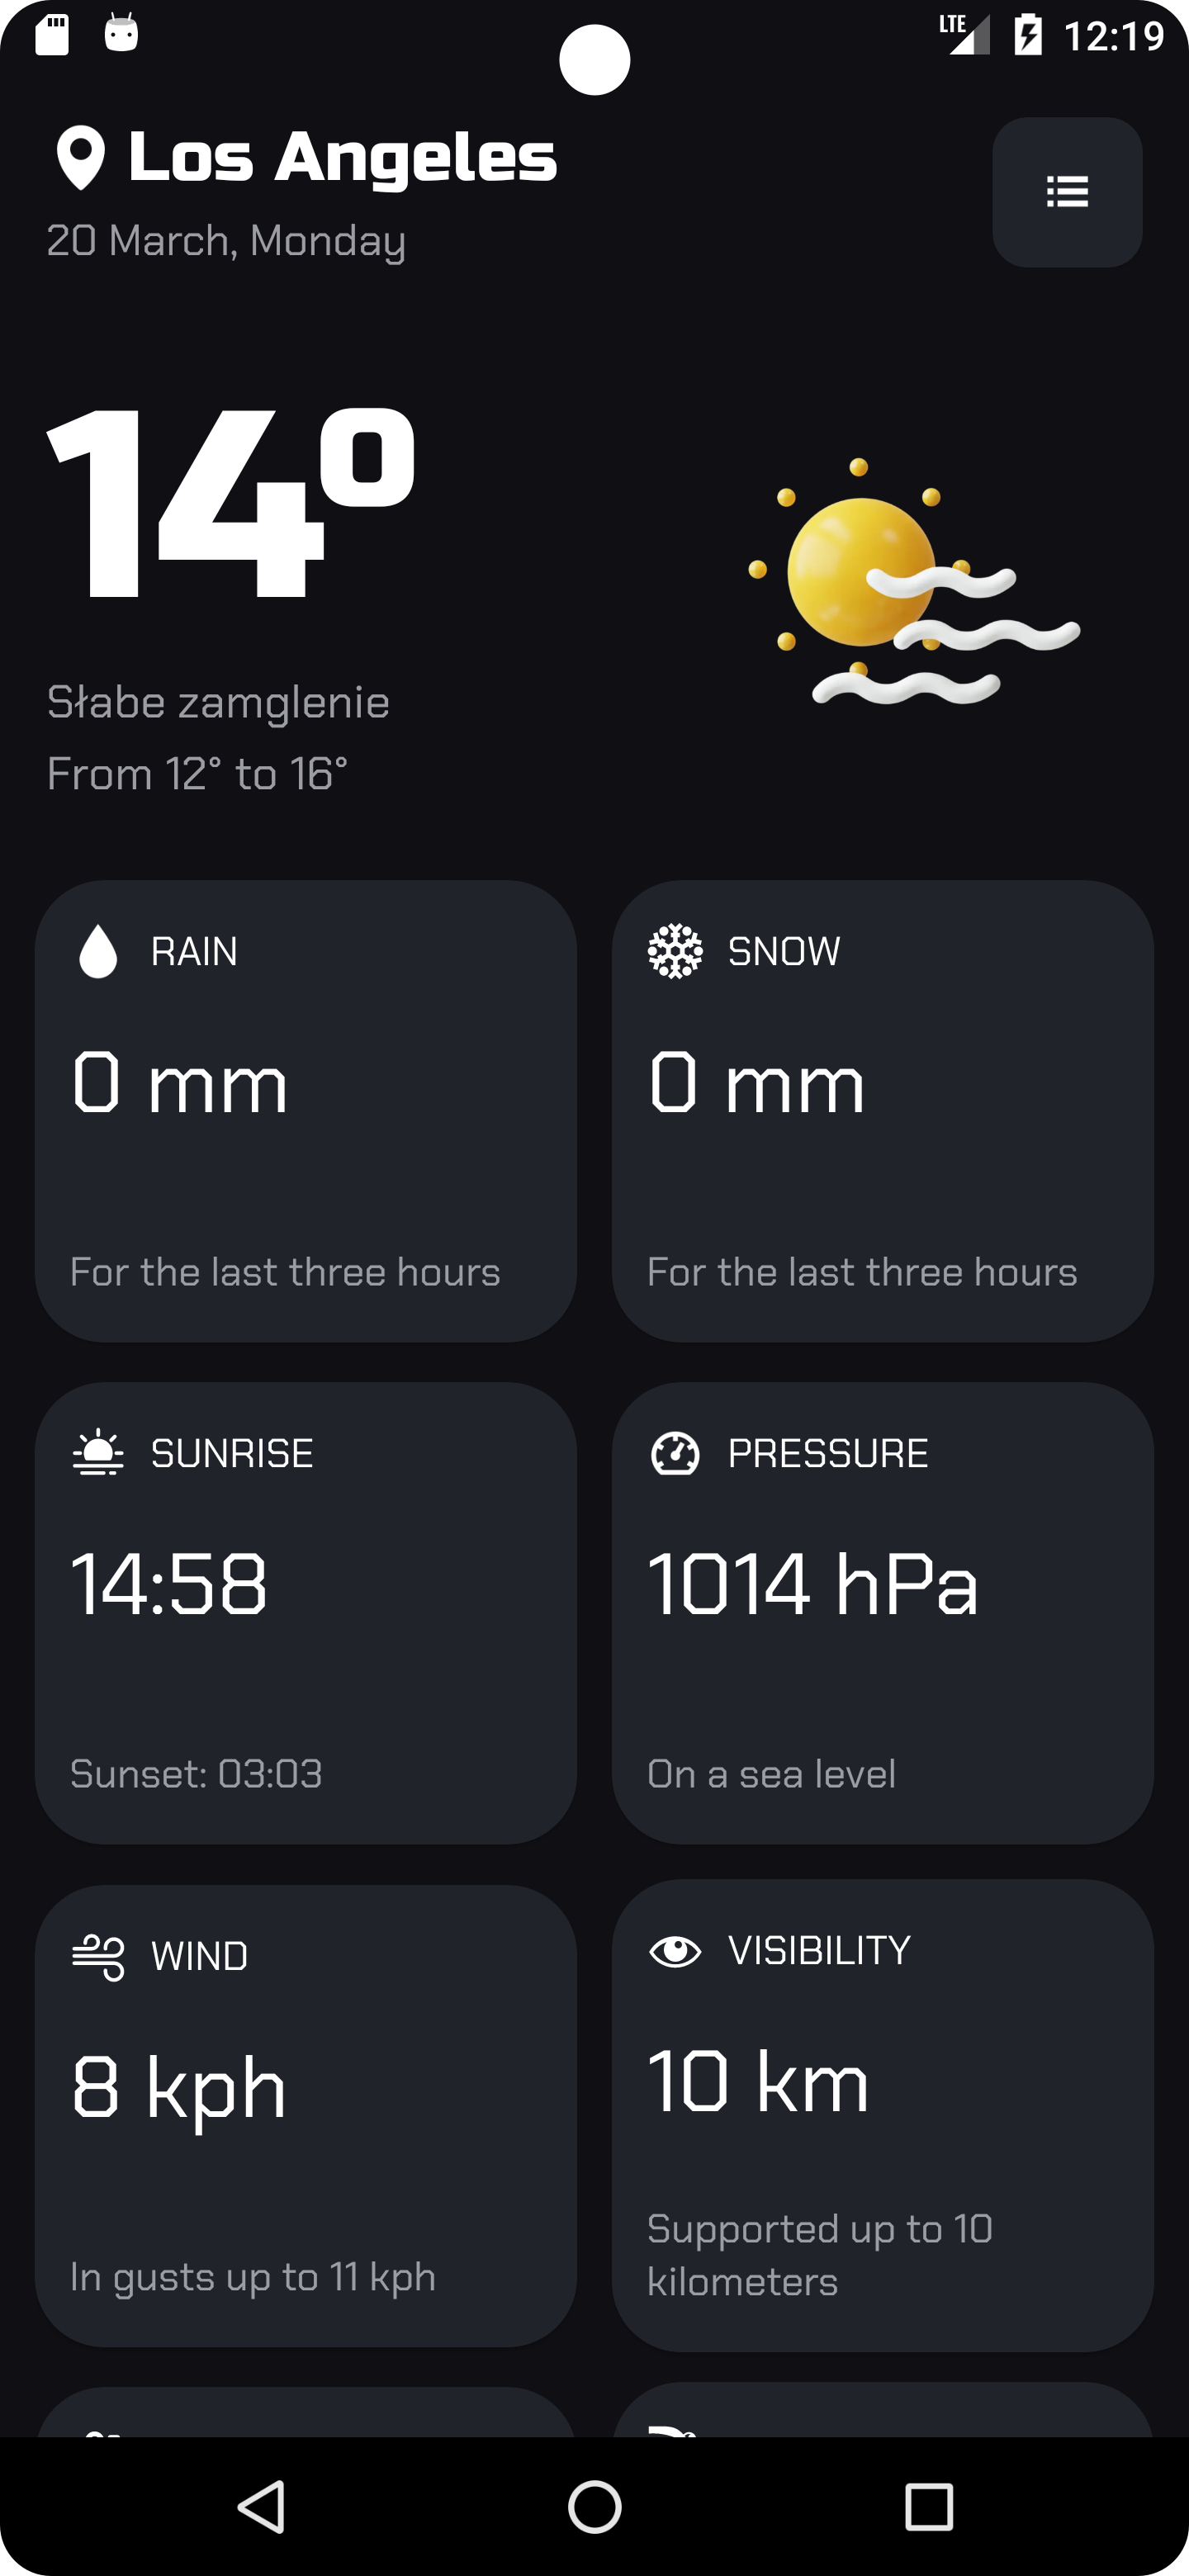 LTE 12:19
Los Angeles
20 March, Monday
14º
Słabe zamglenie
From 12° to 16°
RAIN
0 mm
For the last three hours
SNOW
0 mm
For the last three hours
SUNRISE
14:58
Sunset: 03:03
PRESSURE
1014 hPa
On a sea level
WIND
8 kph
In gusts up to 11 kph
VISIBILITY
10 km
Supported up to 10
kilometers